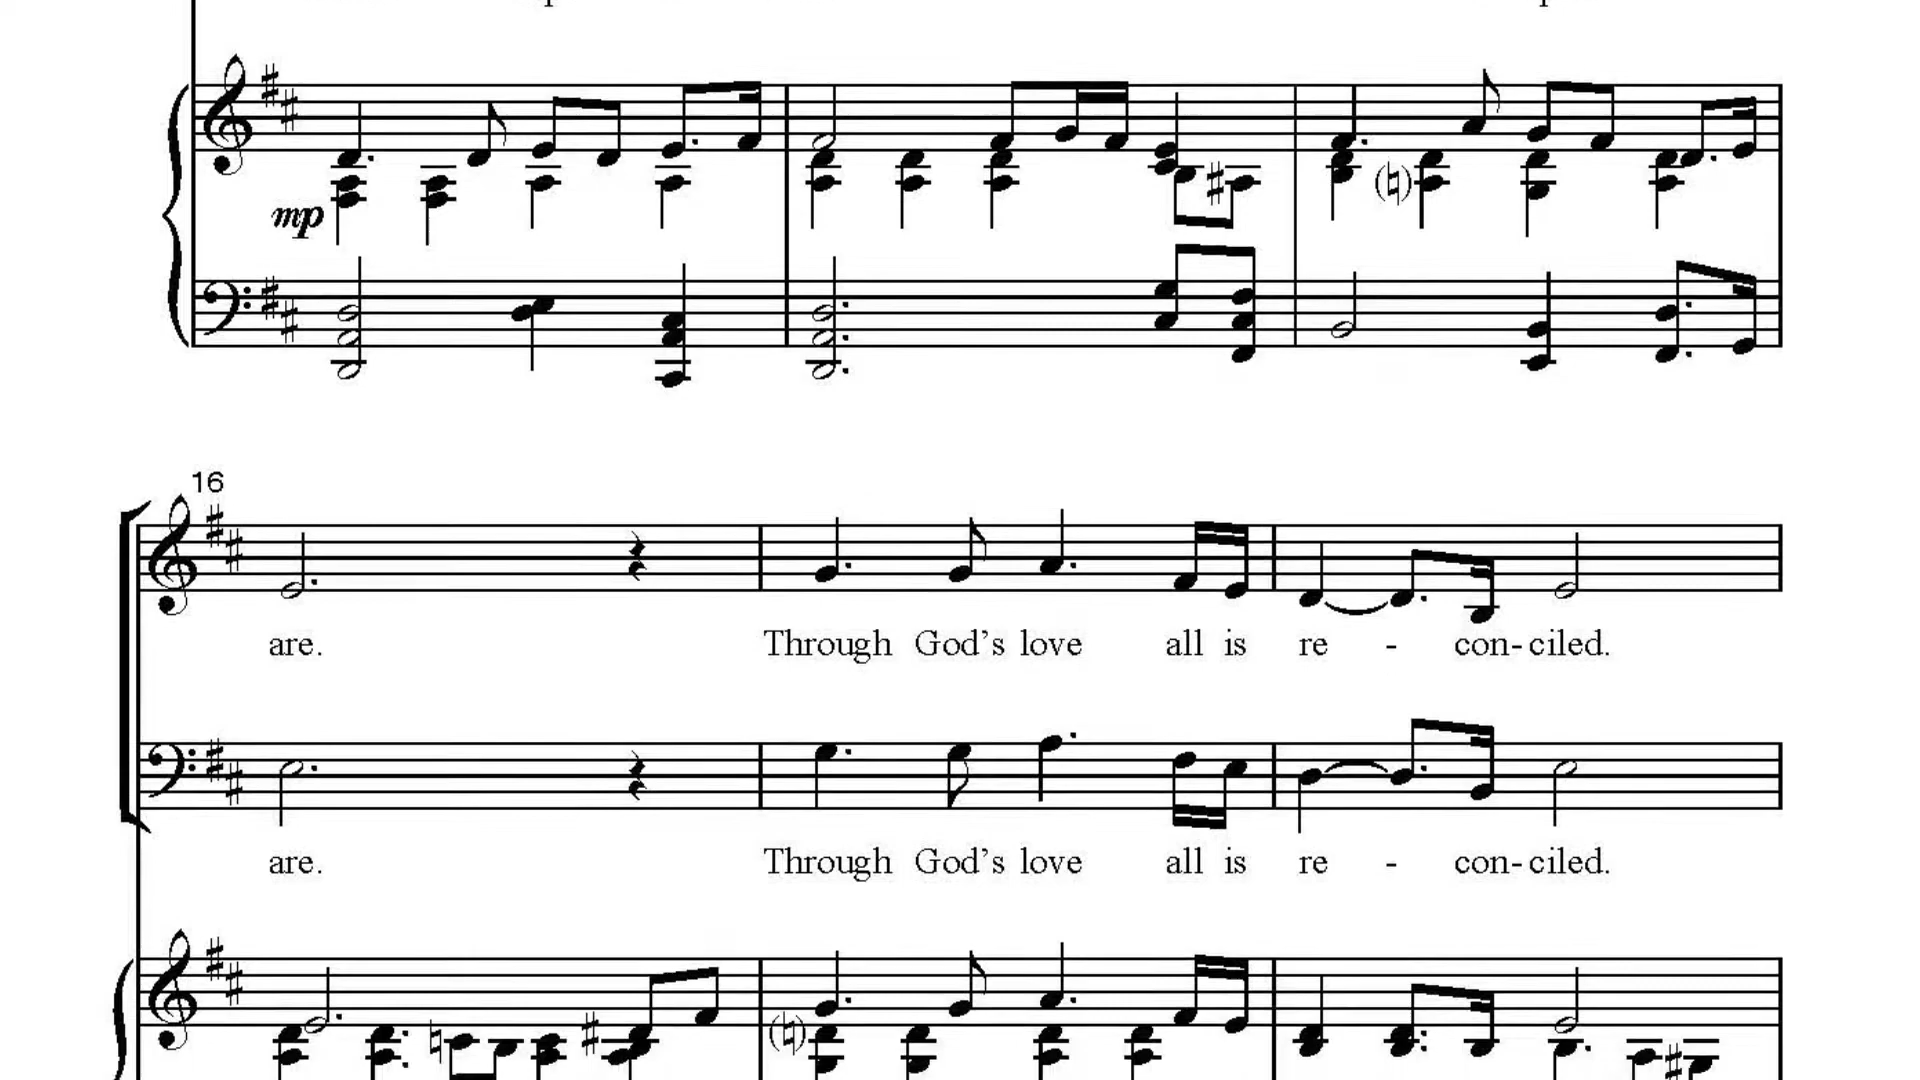 mp
16
are. Through God's love all is re - con-ciled.
are. Through God's love all is re - con-ciled.